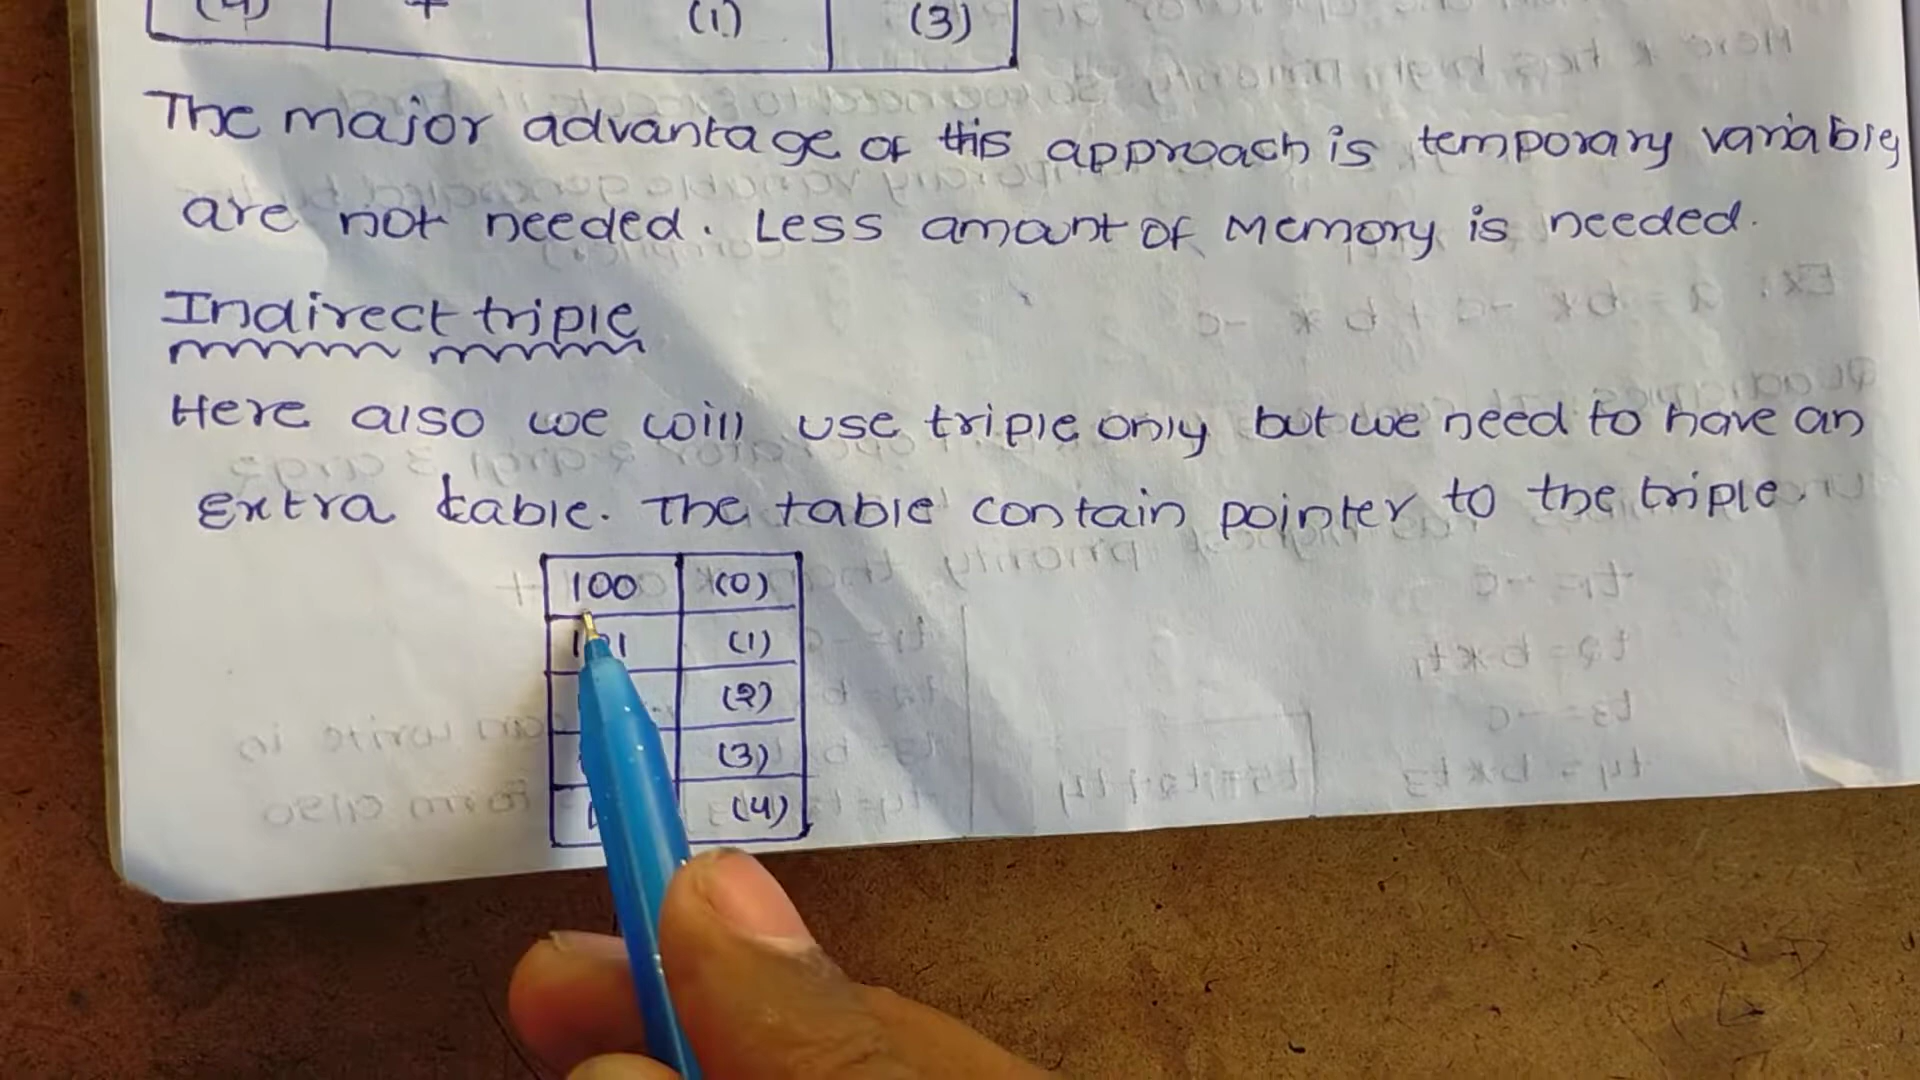 (4) + (1) (3)
The major advantage of this approach is temporary variable
are not needed. Less amount of Memory is needed.
Indirect triple
Here also we will use triple only but we need to have an
extra table. The table contain pointer to the triple.
100 (0)
101 (1)
(2)
(3)
(4)